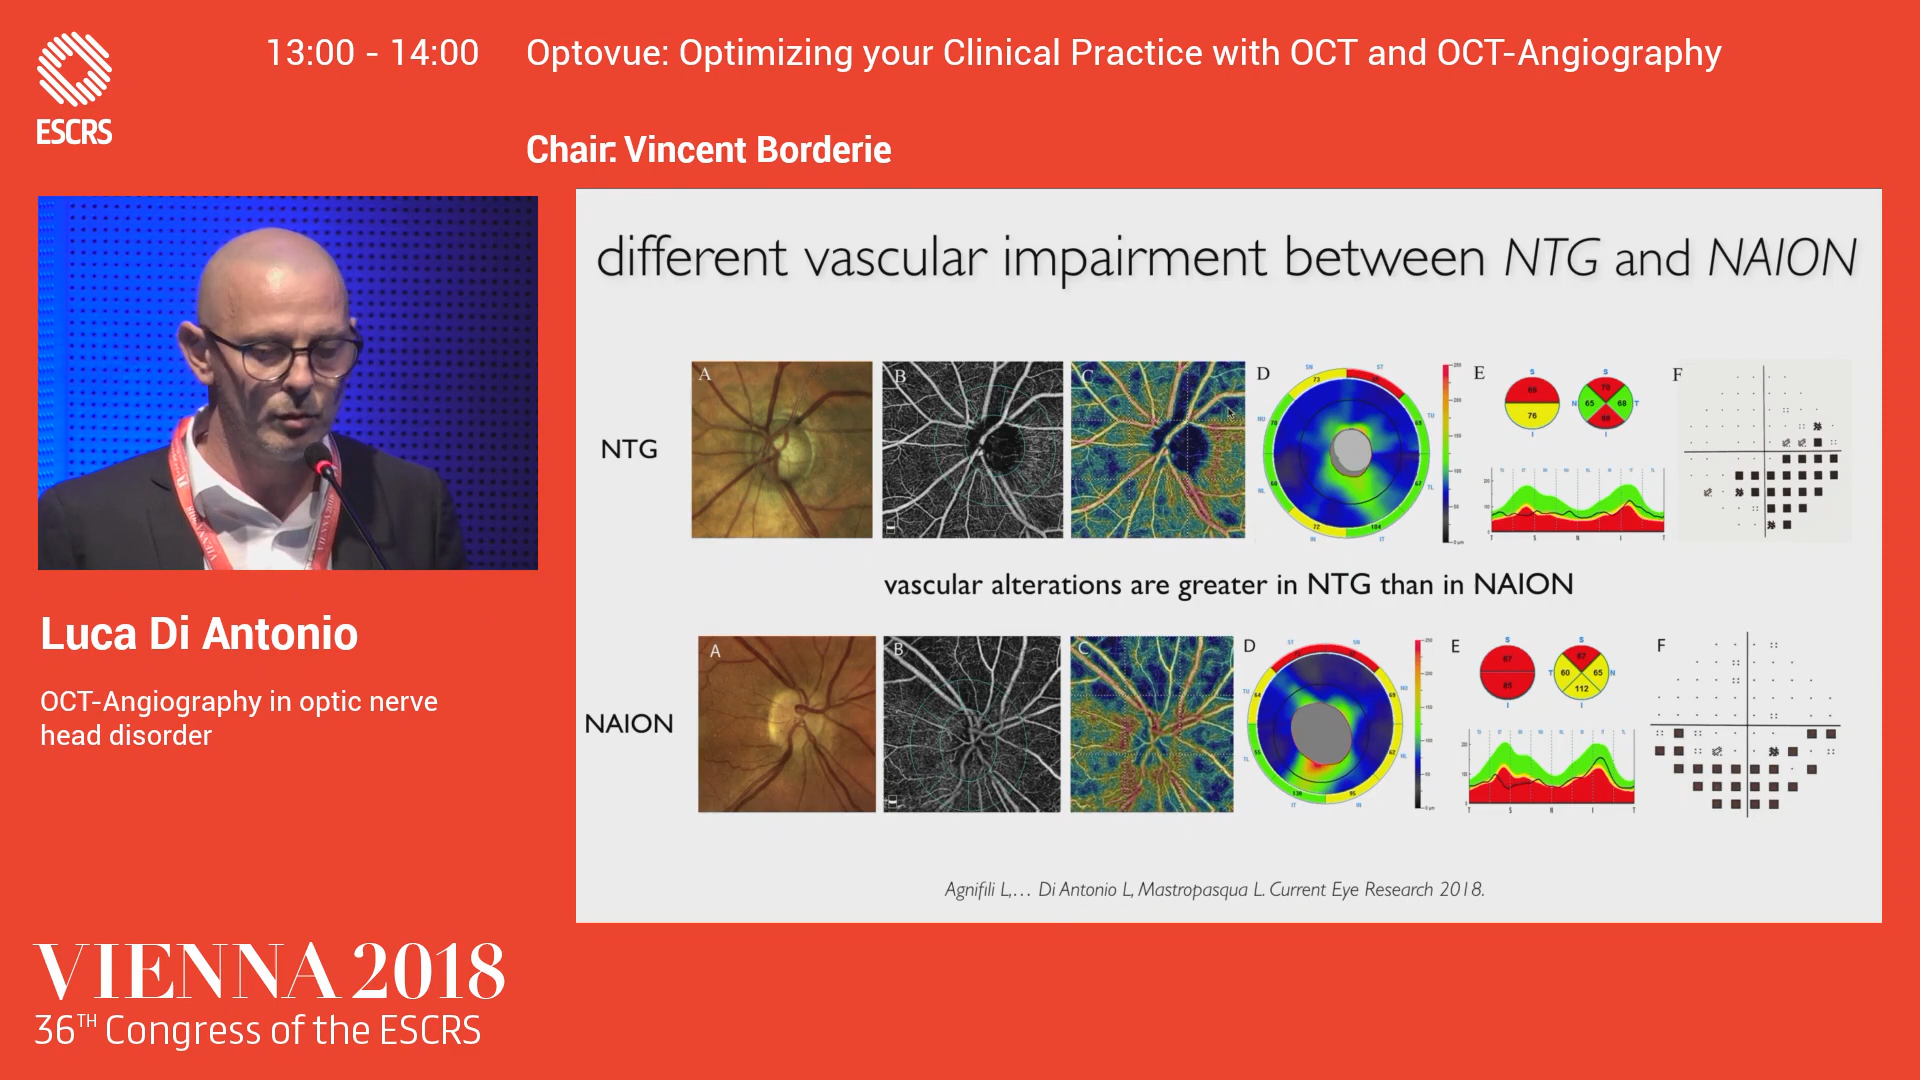 ESCRS
13:00 - 14:00 Optovue: Optimizing your Clinical Practice with OCT and OCT-Angiography
Chair: Vincent Borderie
different vascular impairment between NTG and NAION
NTG
A
B
C
D
E
F
vascular alterations are greater in NTG than in NAION
NAION
A
B
C
D
E
F
Agnifili L,… Di Antonio L, Mastropasqua L. Current Eye Research 2018.
Luca Di Antonio
OCT-Angiography in optic nerve
head disorder
VIENNA 2018
36TH Congress of the ESCRS